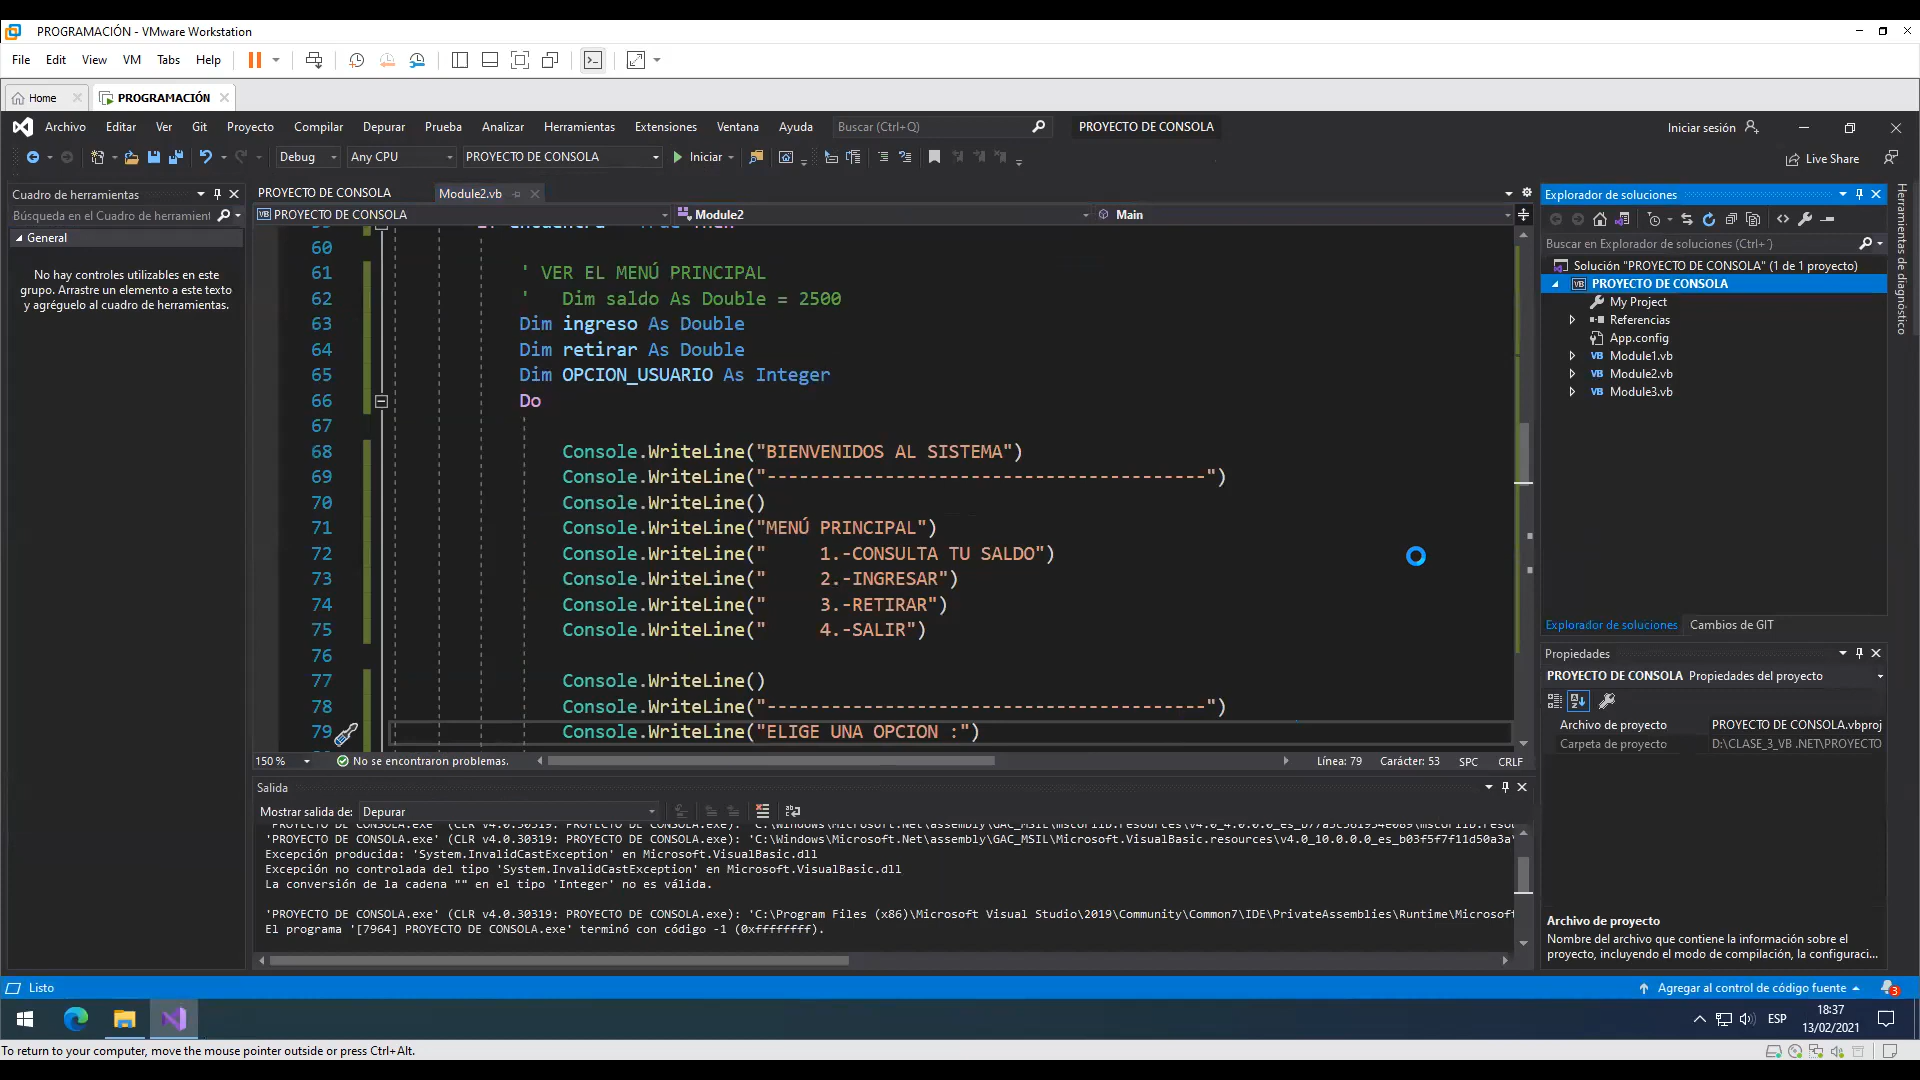 PROGRAMACIÓN - VMware Workstation
File Edit View VM Tabs Help
Home PROGRAMACIÓN
Archivo Editar Ver Git Proyecto Compilar Depurar Prueba Analizar Herramientas Extensiones Ventana Ayuda Buscar (Ctrl+Q) PROYECTO DE CONSOLA Iniciar sesión
Debug Any CPU PROYECTO DE CONSOLA Iniciar Live Share
Cuadro de herramientas
Búsqueda en el Cuadro de herramient
General
No hay controles utilizables en este
grupo. Arrastre un elemento a este texto
y agréguelo al cuadro de herramientas.
PROYECTO DE CONSOLA Module2.vb
PROYECTO DE CONSOLA Module2 Main
60
61 ' VER EL MENÚ PRINCIPAL
62 ' Dim saldo As Double = 2500
63 Dim ingreso As Double
64 Dim retirar As Double
65 Dim OPCION_USUARIO As Integer
66 Do
67
68 Console.WriteLine("BIENVENIDOS AL SISTEMA")
69 Console.WriteLine("-----------------------------------------")
70 Console.WriteLine()
71 Console.WriteLine("MENÚ PRINCIPAL")
72 Console.WriteLine("     1.-CONSULTA TU SALDO")
73 Console.WriteLine("     2.-INGRESAR")
74 Console.WriteLine("     3.-RETIRAR")
75 Console.WriteLine("     4.-SALIR")
76
77 Console.WriteLine()
78 Console.WriteLine("-----------------------------------------")
79 Console.WriteLine("ELIGE UNA OPCION :")
150 % No se encontraron problemas. Línea: 79 Carácter: 53 SPC CRLF
Salida
Mostrar salida de: Depurar
'PROYECTO DE CONSOLA.exe' (CLR v4.0.30319: PROYECTO DE CONSOLA.exe):
'PROYECTO DE CONSOLA.exe' (CLR v4.0.30319: PROYECTO DE CONSOLA.exe): 'C:\Windows\Microsoft.Net\assembly\GAC_MSIL\Microsoft.VisualBasic.resources\v4.0_10.0.0.0_es_b03f5f7f11d50a3a\
Excepción producida: 'System.InvalidCastException' en Microsoft.VisualBasic.dll
Excepción no controlada del tipo 'System.InvalidCastException' en Microsoft.VisualBasic.dll
La conversión de la cadena "" en el tipo 'Integer' no es válida.
'PROYECTO DE CONSOLA.exe' (CLR v4.0.30319: PROYECTO DE CONSOLA.exe): 'C:\Program Files (x86)\Microsoft Visual Studio\2019\Community\Common7\IDE\PrivateAssemblies\Runtime\Microsoft
El programa '[7964] PROYECTO DE CONSOLA.exe' terminó con código -1 (0xffffffff).
Explorador de soluciones
Buscar en Explorador de soluciones (Ctrl+´)
Solución "PROYECTO DE CONSOLA" (1 de 1 proyecto)
PROYECTO DE CONSOLA
My Project
Referencias
App.config
Module1.vb
Module2.vb
Module3.vb
Explorador de soluciones Cambios de GIT
Propiedades
PROYECTO DE CONSOLA Propiedades del proyecto
Archivo de proyecto PROYECTO DE CONSOLA.vbproj
Carpeta de proyecto D:\CLASE_3_VB .NET\PROYECTO
Archivo de proyecto
Nombre del archivo que contiene la información sobre el
proyecto, incluyendo el modo de compilación, la configuraci...
Herramientas de diagnóstico
Listo Agregar al control de código fuente 3
ESP 18:37
13/02/2021
To return to your computer, move the mouse pointer outside or press Ctrl+Alt.